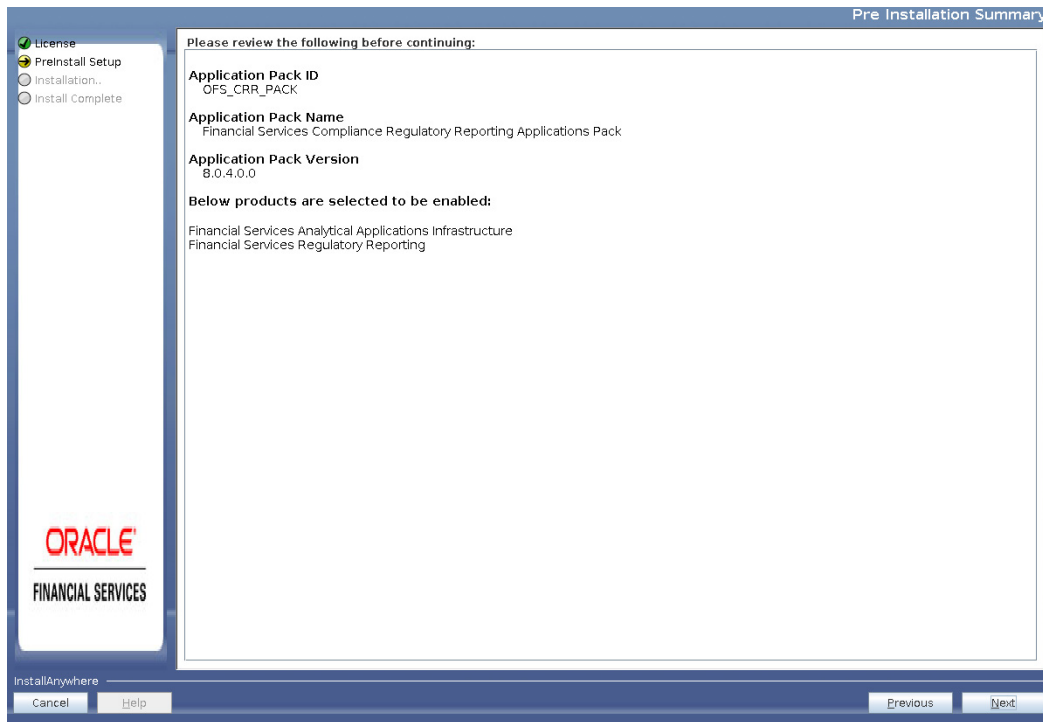 Pre Installation Summary
License
PreInstall Setup
Installation..
Install Complete
Please review the following before continuing:
Application Pack ID
OFS_CRR_PACK
Application Pack Name
Financial Services Compliance Regulatory Reporting Applications Pack
Application Pack Version
8.0.4.0.0
Below products are selected to be enabled:
Financial Services Analytical Applications Infrastructure
Financial Services Regulatory Reporting
ORACLE
FINANCIAL SERVICES
InstallAnywhere
Cancel
Help
Previous
Next